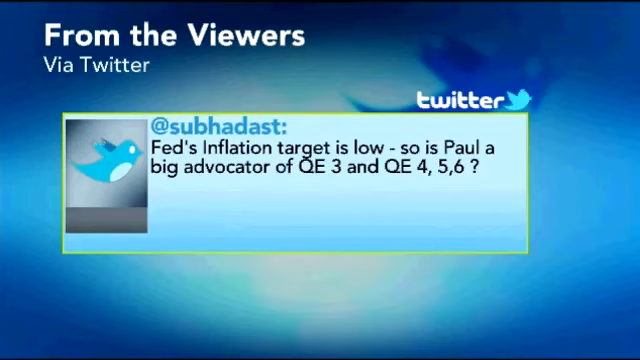 From the Viewers
Via Twitter
twitter
@subhadast:
Fed's Inflation target is low - so is Paul a
big advocator of QE 3 and QE 4, 5,6 ?